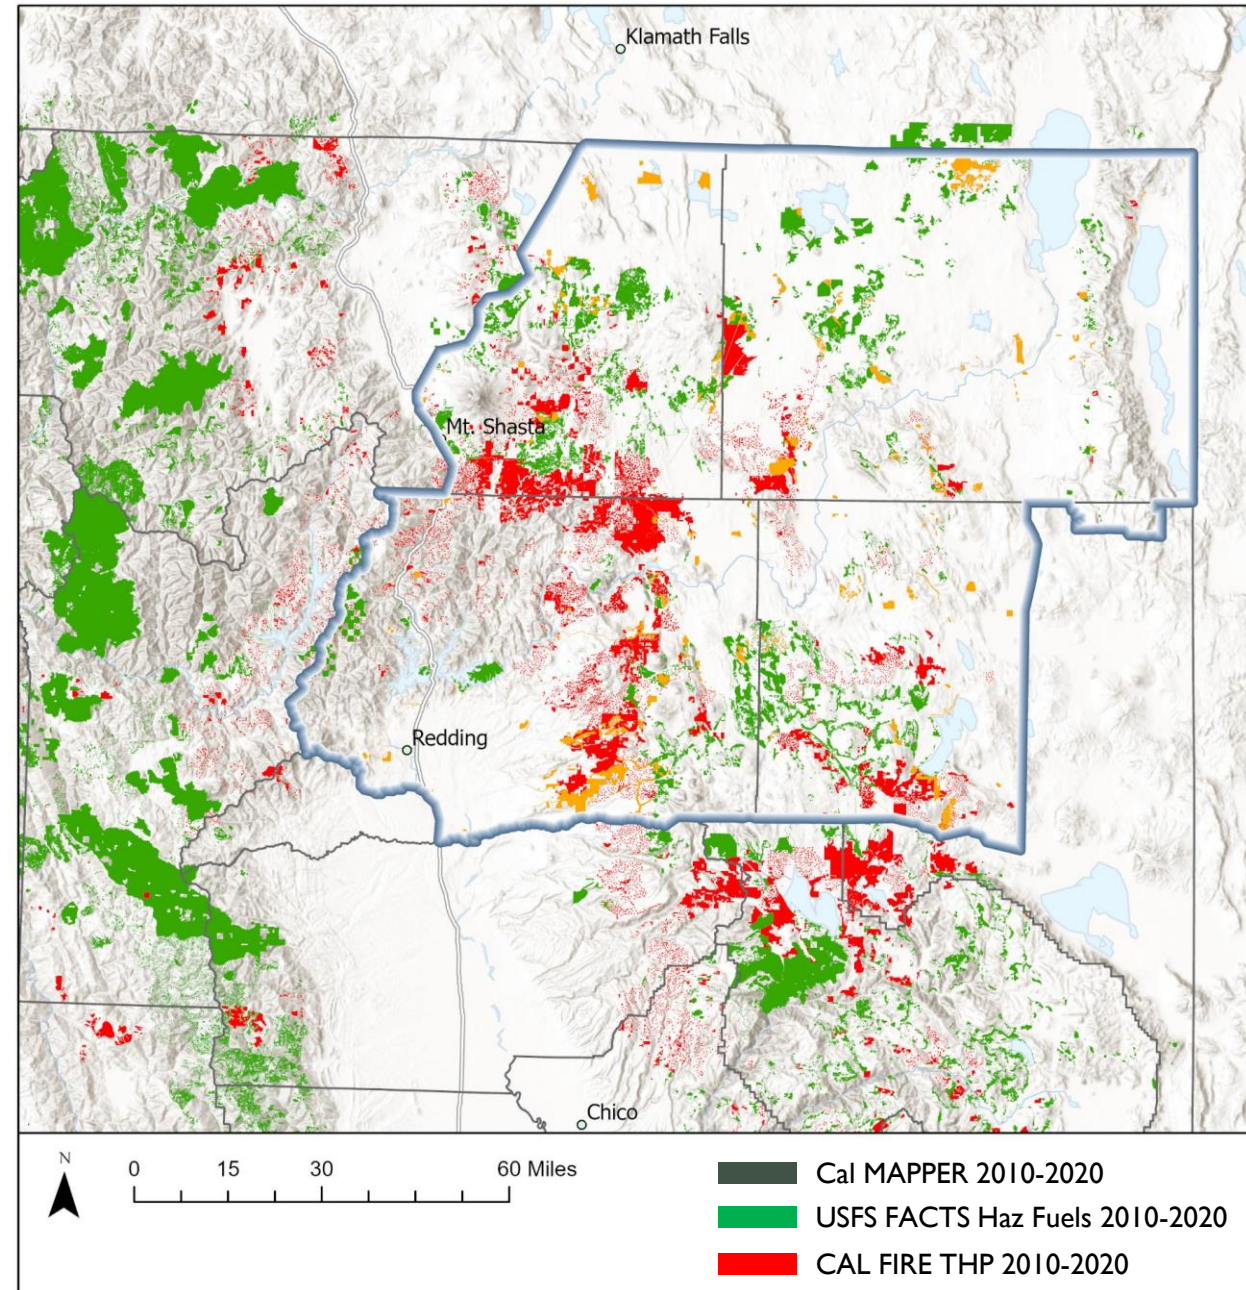 Klamath Falls
Mt. Shasta
Redding
Chico
N
0 15 30 60 Miles
Cal MAPPER 2010-2020
USFS FACTS Haz Fuels 2010-2020
CAL FIRE THP 2010-2020